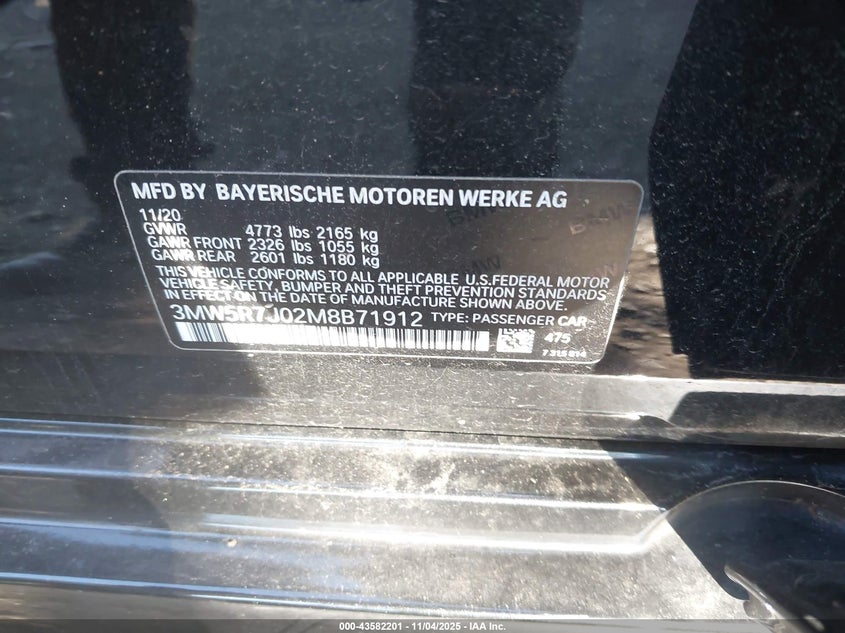 MFD BY BAYERISCHE MOTOREN WERKE AG
11/20
GVWR 4773 lbs 2165 kg
GAWR FRONT 2326 lbs 1055 kg
GAWR REAR 2601 lbs 1180 kg
THIS VEHICLE CONFORMS TO ALL APPLICABLE U.S.FEDERAL MOTOR
VEHICLE SAFETY, BUMPER, AND THEFT PREVENTION STANDARDS
IN EFFECT ON THE DATE OF MANUFACTURE SHOWN ABOVE.
3MW5R7J02M8B71912 TYPE: PASSENGER CAR
475
7 315 814
000-43582201 - 11/04/2025 - IAA Inc.